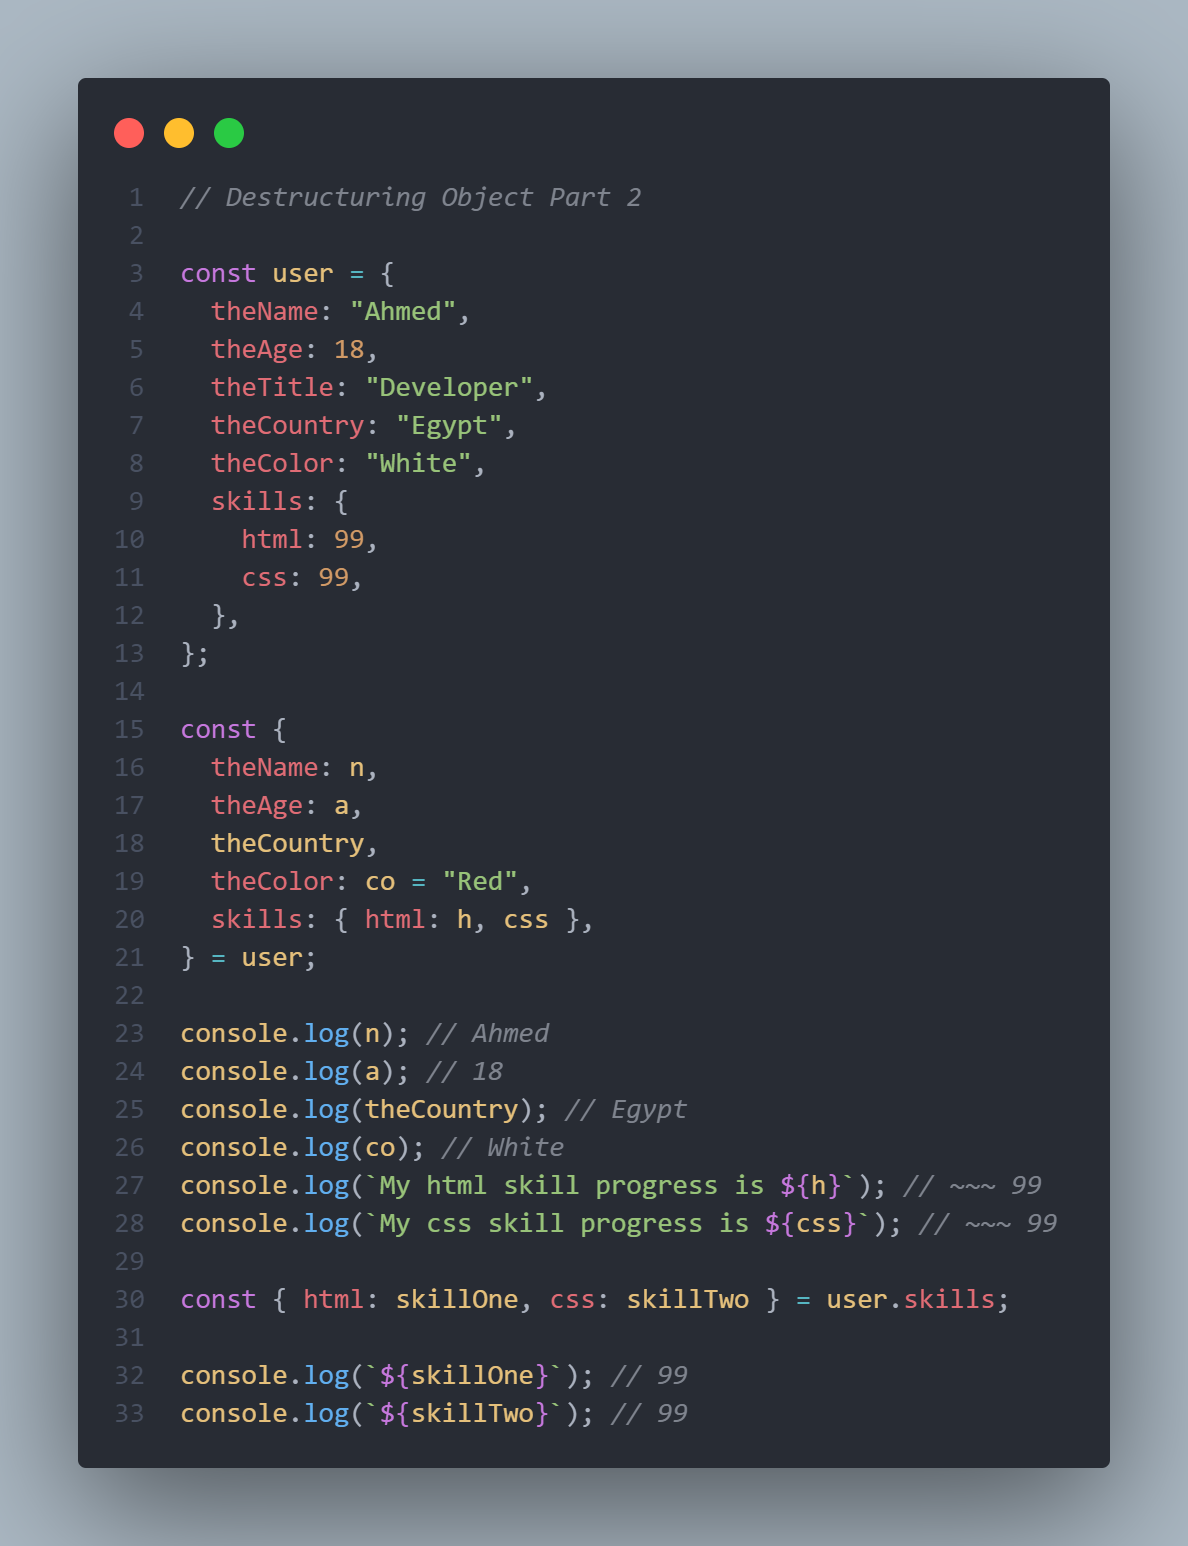 1 // Destructuring Object Part 2
2
3 const user = {
4   theName: "Ahmed",
5   theAge: 18,
6   theTitle: "Developer",
7   theCountry: "Egypt",
8   theColor: "White",
9   skills: {
10     html: 99,
11     css: 99,
12   },
13 };
14
15 const {
16   theName: n,
17   theAge: a,
18   theCountry,
19   theColor: co = "Red",
20   skills: { html: h, css },
21 } = user;
22
23 console.log(n); // Ahmed
24 console.log(a); // 18
25 console.log(theCountry); // Egypt
26 console.log(co); // White
27 console.log(`My html skill progress is ${h}`); // ~~~ 99
28 console.log(`My css skill progress is ${css}`); // ~~~ 99
29
30 const { html: skillOne, css: skillTwo } = user.skills;
31
32 console.log(`${skillOne}`); // 99
33 console.log(`${skillTwo}`); // 99